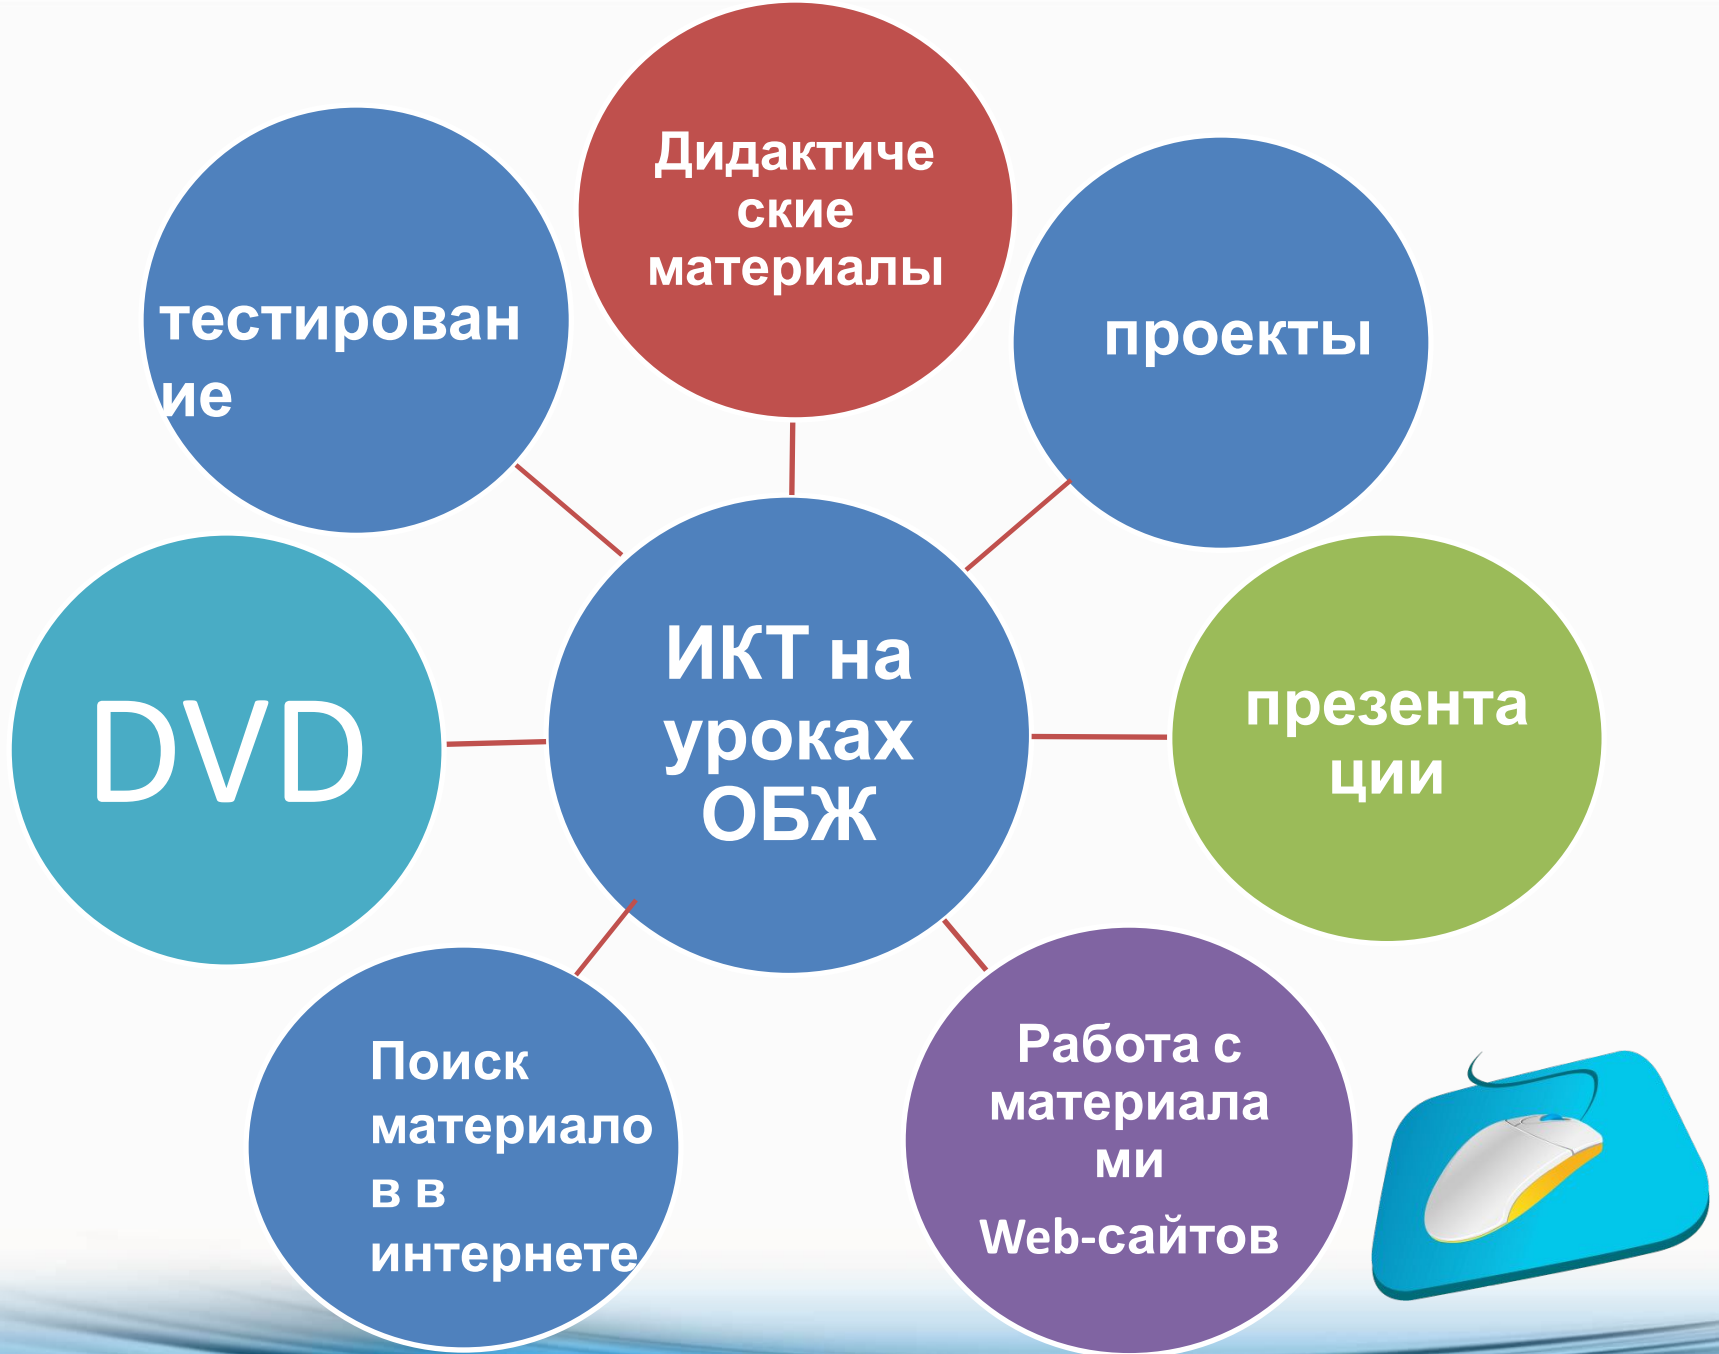 Дидактиче
ские
материалы
тестирован
ие
проекты
DVD
ИКТ на
уроках
ОБЖ
презента
ции
Поиск
материало
в в
интернете
Работа с
материала
ми
Web-сайтов